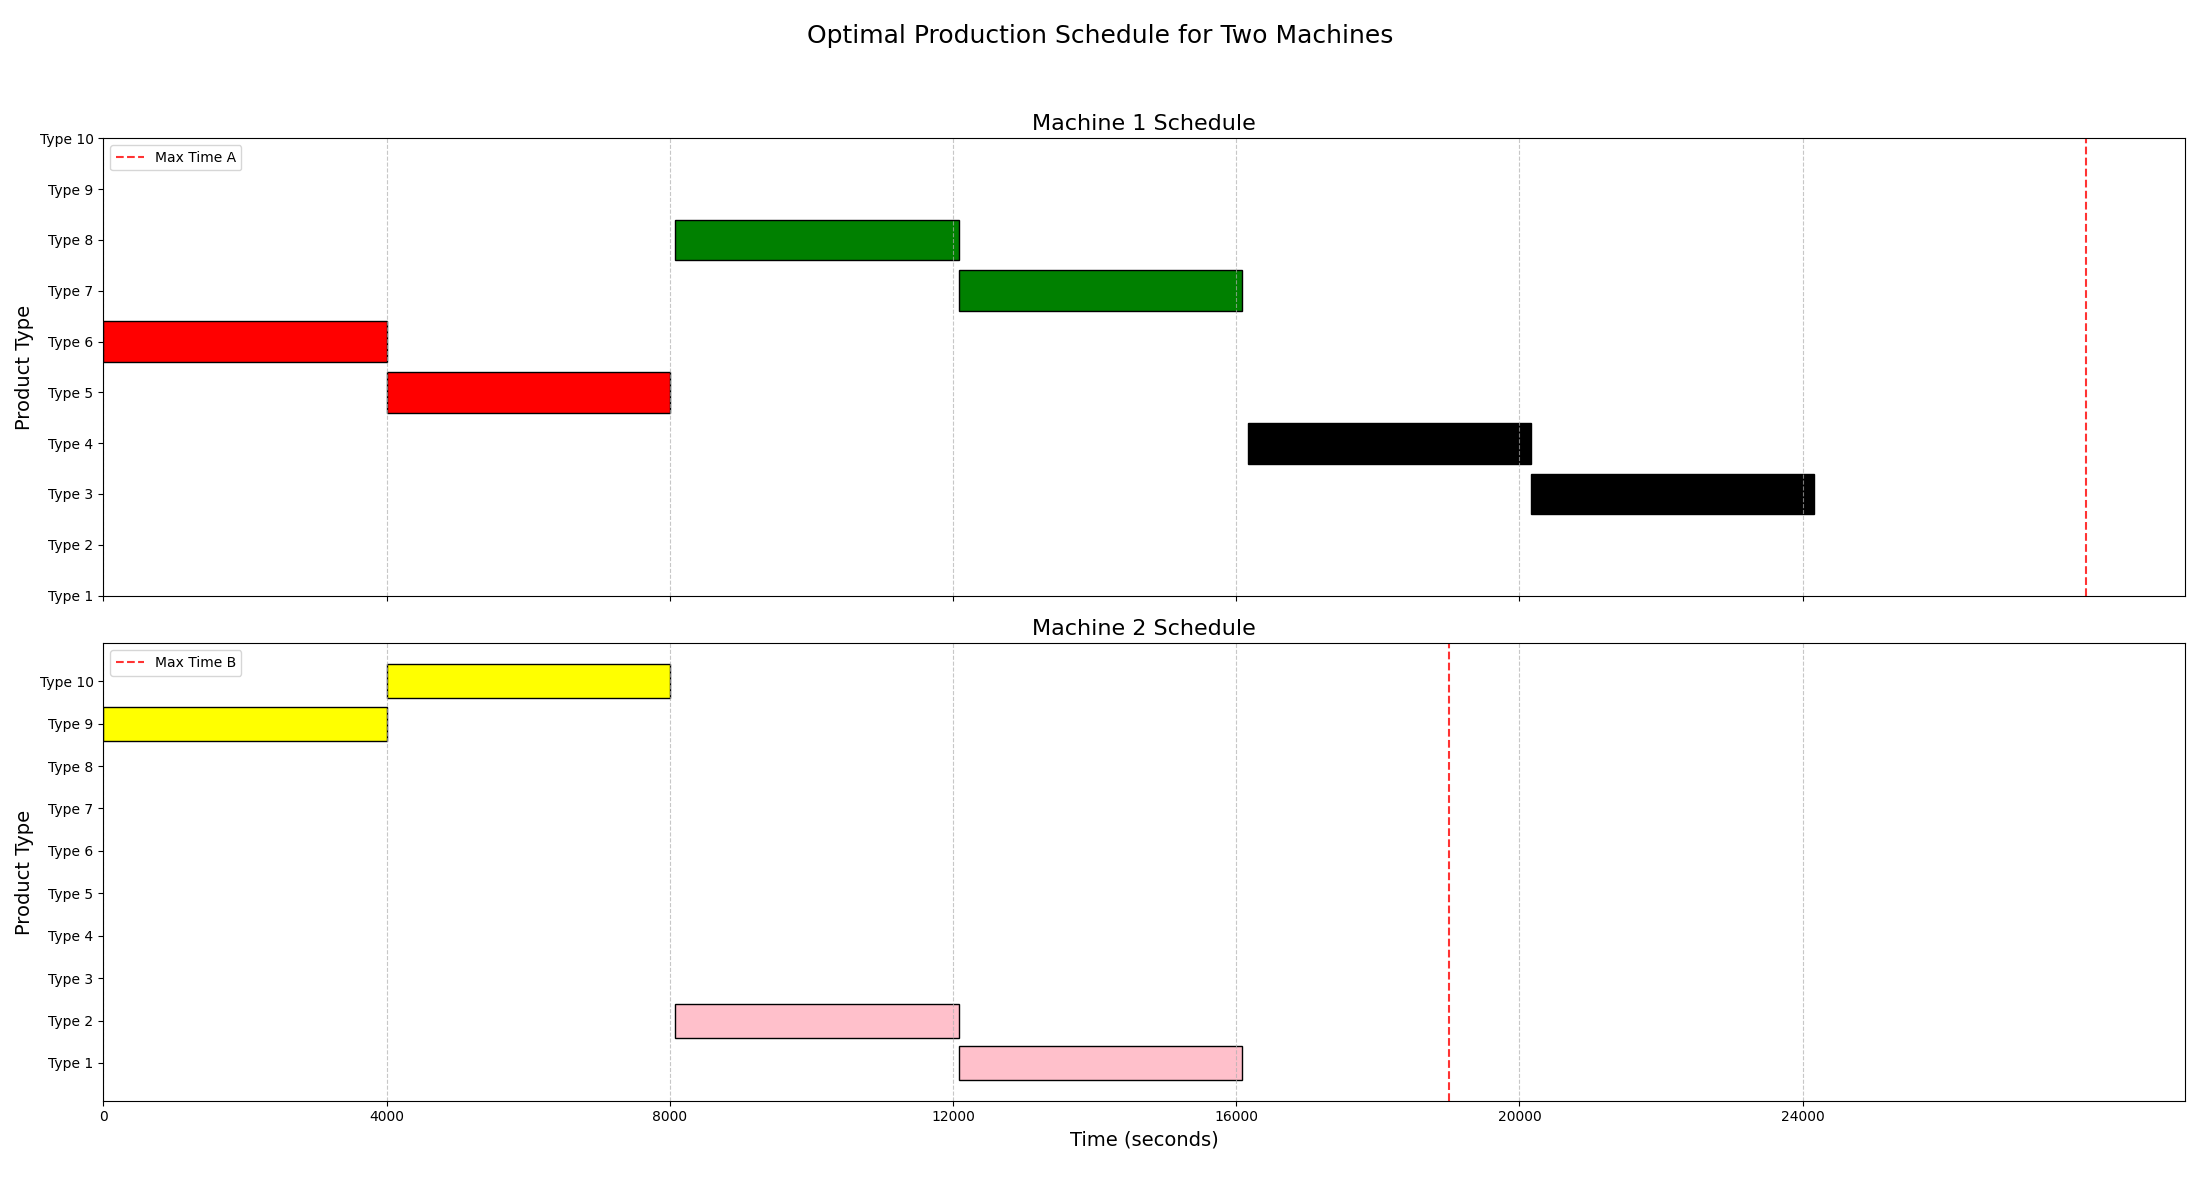 Optimal Production Schedule for Two Machines
Machine 1 Schedule
Max Time A
Product Type
Type 10
Type 9
Type 8
Type 7
Type 6
Type 5
Type 4
Type 3
Type 2
Type 1
Machine 2 Schedule
Max Time B
Product Type
Type 10
Type 9
Type 8
Type 7
Type 6
Type 5
Type 4
Type 3
Type 2
Type 1
0 4000 8000 12000 16000 20000 24000
Time (seconds)